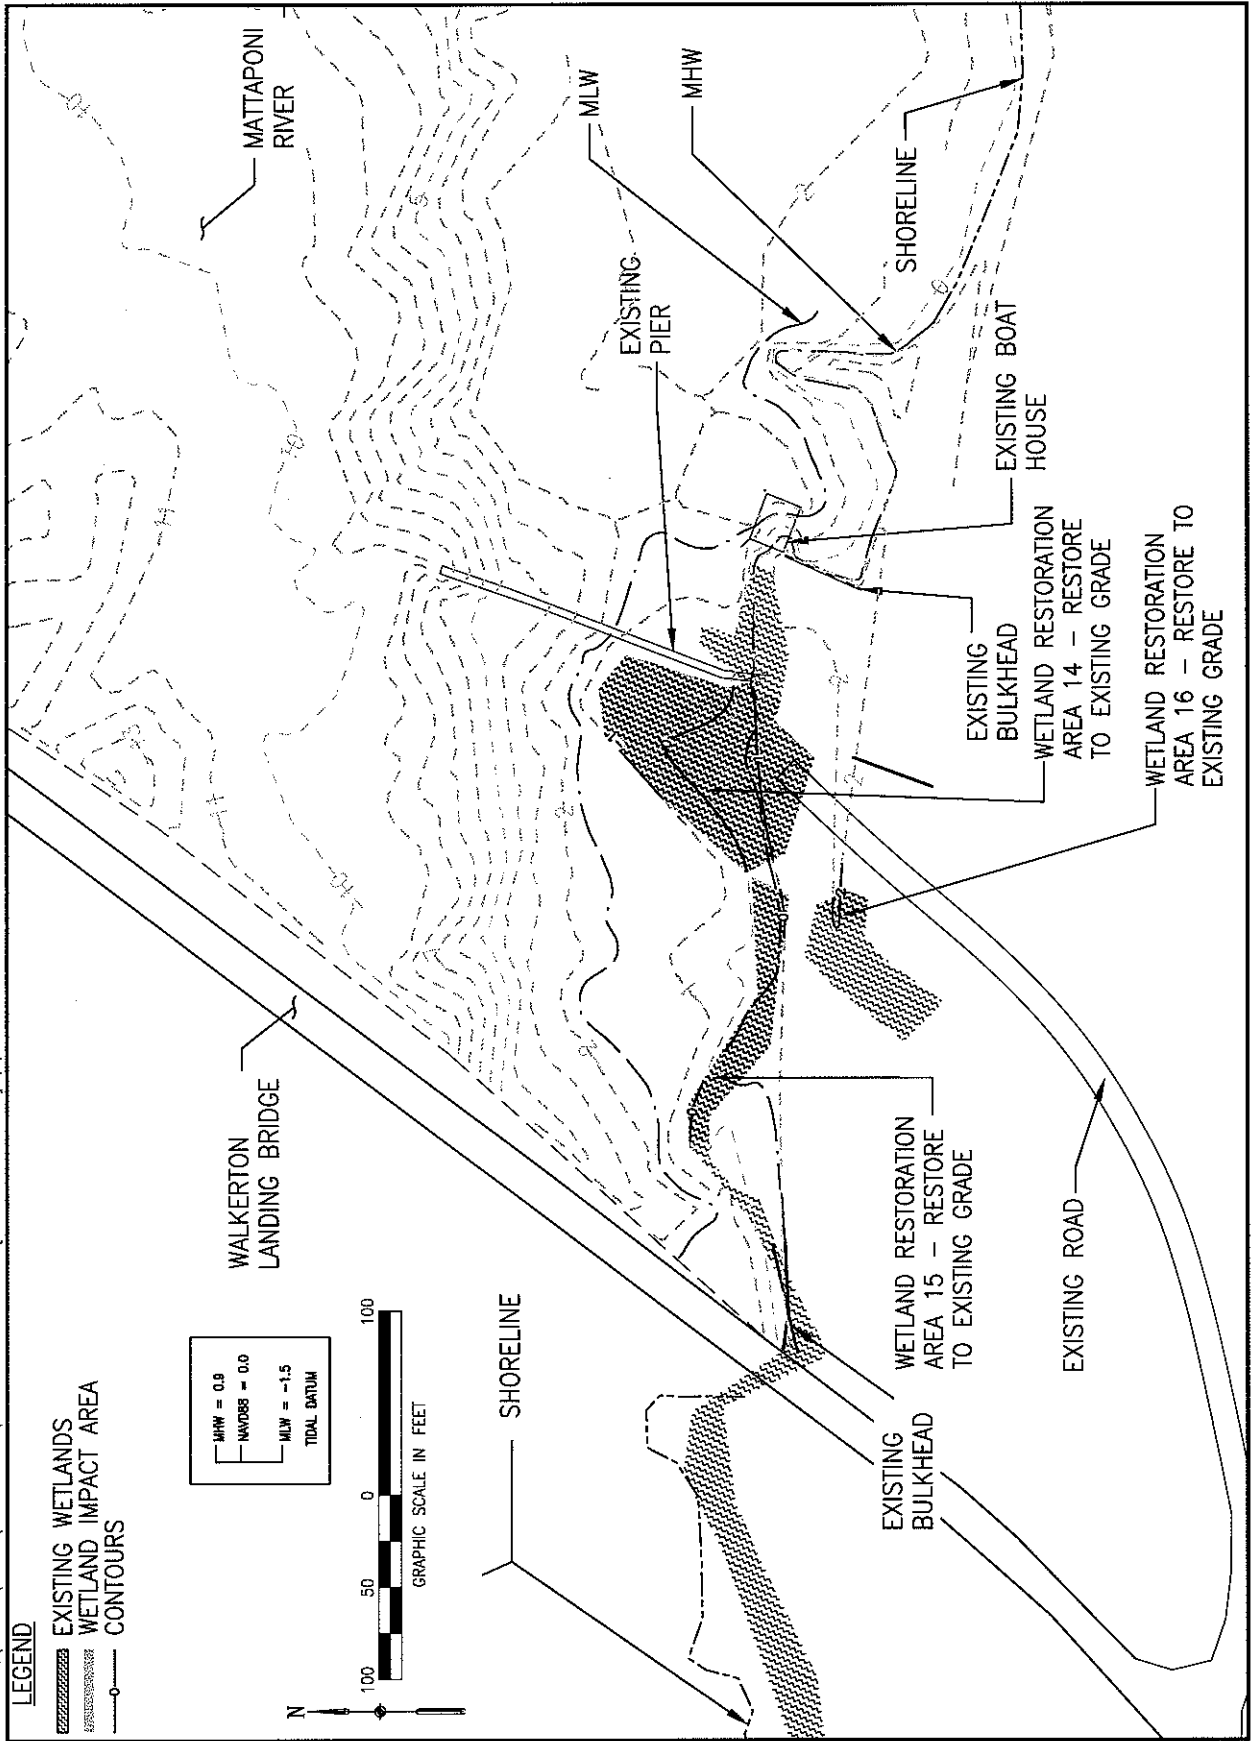 LEGEND
EXISTING WETLANDS
WETLAND IMPACT AREA
CONTOURS
N
MHW = 0.9
NAVD88 = 0.0
MLW = -1.5
TIDAL DATUM
100
50
0
100
GRAPHIC SCALE IN FEET
WALKERTON
LANDING BRIDGE
MATTAPONI
RIVER
MLW
MHW
SHORELINE
EXISTING
PIER
SHORELINE
EXISTING BOAT
HOUSE
EXISTING
BULKHEAD
WETLAND RESTORATION
AREA 14 - RESTORE
TO EXISTING GRADE
WETLAND RESTORATION
AREA 16 - RESTORE TO
EXISTING GRADE
WETLAND RESTORATION
AREA 15 - RESTORE
TO EXISTING GRADE
EXISTING
BULKHEAD
EXISTING ROAD